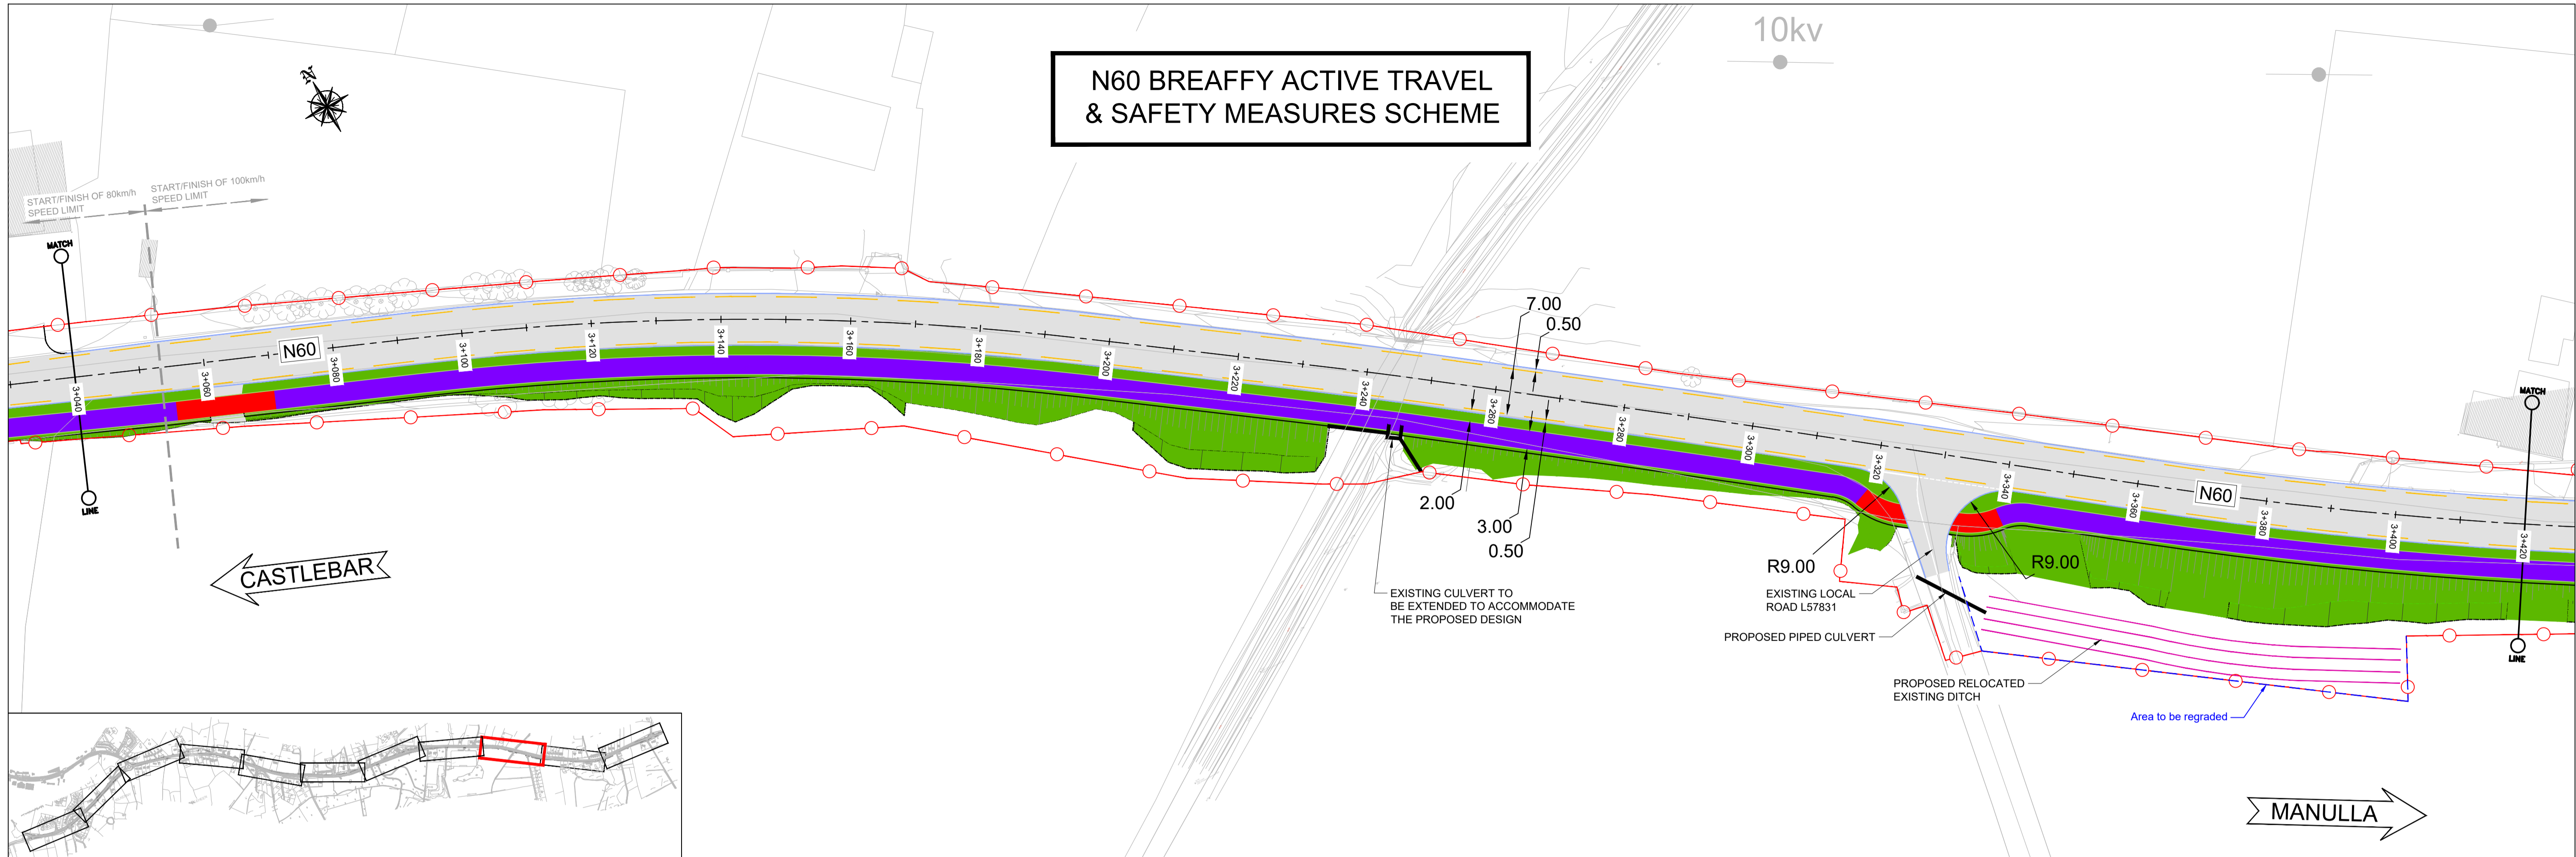 10kv
N60 BREAFFY ACTIVE TRAVEL
& SAFETY MEASURES SCHEME
N
START/FINISH OF 80km/h
SPEED LIMIT
START/FINISH OF 100km/h
SPEED LIMIT
MATCH
LINE
N60
3+040
3+060
3+080
3+100
3+120
3+140
3+160
3+180
3+200
3+220
3+240
3+260
3+280
3+300
3+320
3+340
3+360
3+380
3+400
3+420
7.00
0.50
2.00
3.00
0.50
R9.00
R9.00
N60
MATCH
LINE
CASTLEBAR
EXISTING CULVERT TO
BE EXTENDED TO ACCOMMODATE
THE PROPOSED DESIGN
EXISTING LOCAL
ROAD L57831
PROPOSED PIPED CULVERT
PROPOSED RELOCATED
EXISTING DITCH
Area to be regraded
MANULLA